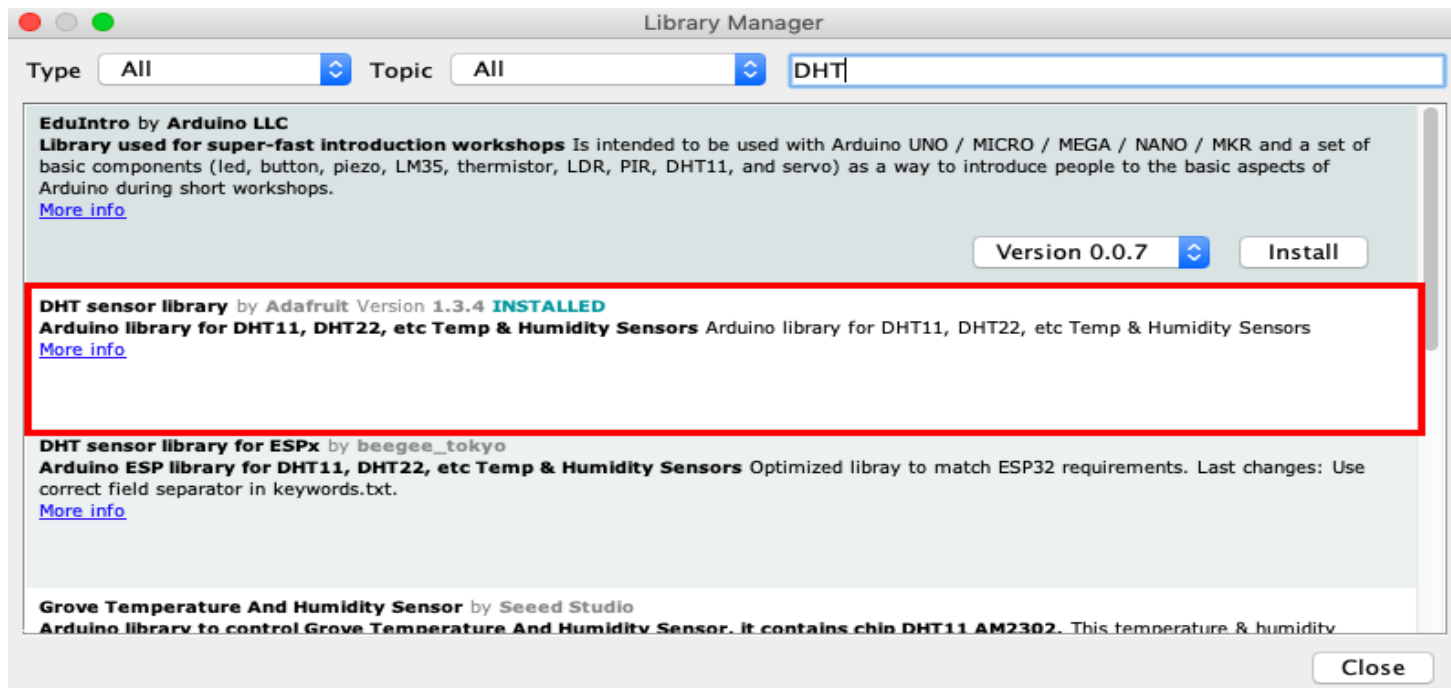 Library Manager
Type All Topic All DHT
EduIntro by Arduino LLC
Library used for super-fast introduction workshops Is intended to be used with Arduino UNO / MICRO / MEGA / NANO / MKR and a set of
basic components (led, button, piezo, LM35, thermistor, LDR, PIR, DHT11, and servo) as a way to introduce people to the basic aspects of
Arduino during short workshops.
More info
Version 0.0.7 Install
DHT sensor library by Adafruit Version 1.3.4 INSTALLED
Arduino library for DHT11, DHT22, etc Temp & Humidity Sensors Arduino library for DHT11, DHT22, etc Temp & Humidity Sensors
More info
DHT sensor library for ESPx by beegee_tokyo
Arduino ESP library for DHT11, DHT22, etc Temp & Humidity Sensors Optimized libray to match ESP32 requirements. Last changes: Use
correct field separator in keywords.txt.
More info
Grove Temperature And Humidity Sensor by Seeed Studio
Arduino library to control Grove Temperature And Humidity Sensor, it contains chip DHT11 AM2302. This temperature & humidity
Close